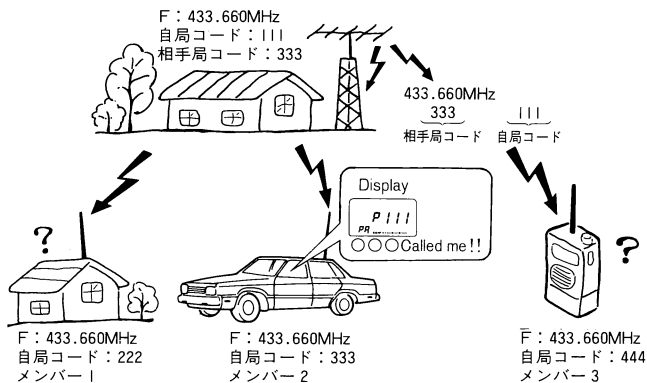 F：433.660MHz
自局コード：111
相手局コード：333
433.660MHz
333 111
相手局コード 自局コード
Display
P111
PR
○○○Called me!!
?
?
F：433.660MHz
自局コード：222
メンバー1
F：433.660MHz
自局コード：333
メンバー2
F：433.660MHz
自局コード：444
メンバー3